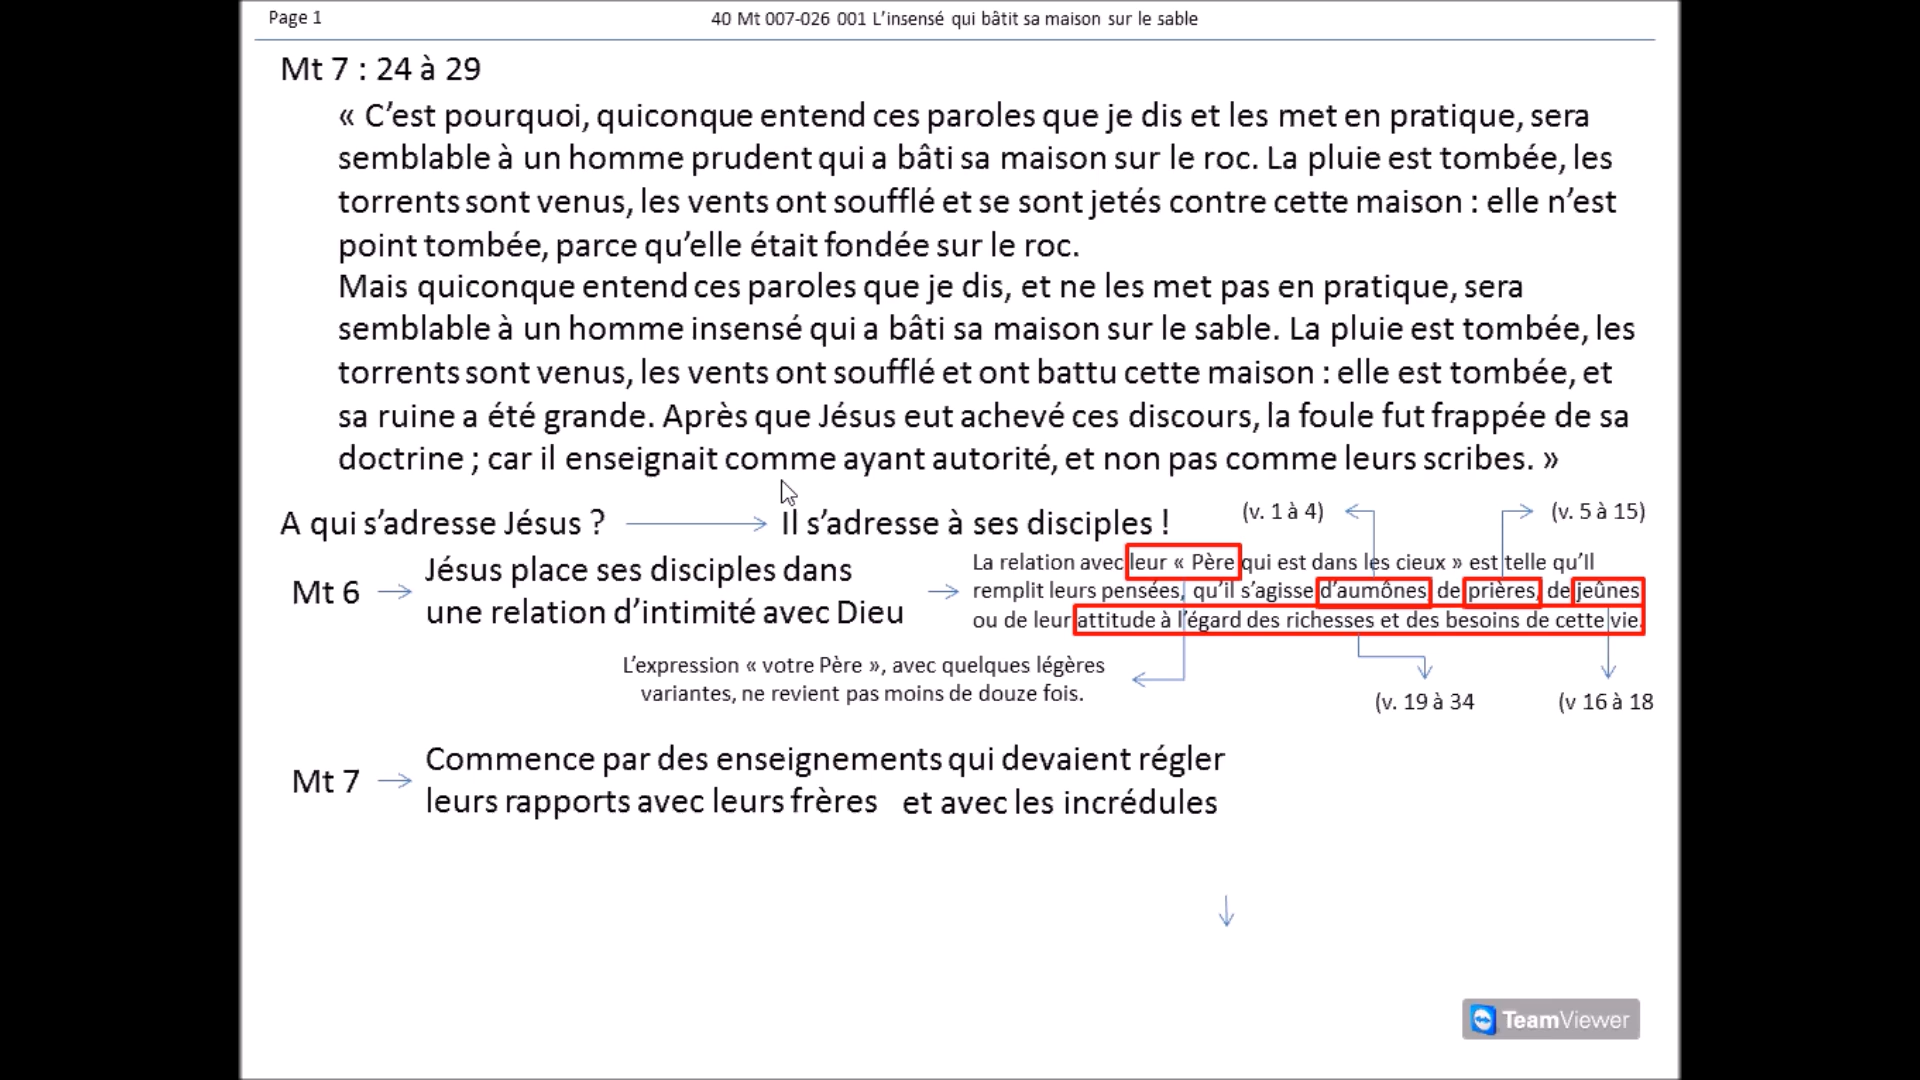 Page 1
40 Mt 007-026 001 L’insensé qui bâtit sa maison sur le sable
Mt 7 : 24 à 29
« C’est pourquoi, quiconque entend ces paroles que je dis et les met en pratique, sera
semblable à un homme prudent qui a bâti sa maison sur le roc. La pluie est tombée, les
torrents sont venus, les vents ont soufflé et se sont jetés contre cette maison : elle n’est
point tombée, parce qu’elle était fondée sur le roc.
Mais quiconque entend ces paroles que je dis, et ne les met pas en pratique, sera
semblable à un homme insensé qui a bâti sa maison sur le sable. La pluie est tombée, les
torrents sont venus, les vents ont soufflé et ont battu cette maison : elle est tombée, et
sa ruine a été grande. Après que Jésus eut achevé ces discours, la foule fut frappée de sa
doctrine ; car il enseignait comme ayant autorité, et non pas comme leurs scribes. »
A qui s’adresse Jésus ?
Il s’adresse à ses disciples !
(v. 1 à 4)
(v. 5 à 15)
Mt 6
Jésus place ses disciples dans
une relation d’intimité avec Dieu
La relation avec leur « Père qui est dans les cieux » est telle qu’Il
remplit leurs pensées, qu’il s’agisse d’aumônes, de prières, de jeûnes
ou de leur attitude à l’égard des richesses et des besoins de cette vie.
L’expression « votre Père », avec quelques légères
variantes, ne revient pas moins de douze fois.
(v. 19 à 34
(v 16 à 18
Mt 7
Commence par des enseignements qui devaient régler
leurs rapports avec leurs frères et avec les incrédules
TeamViewer